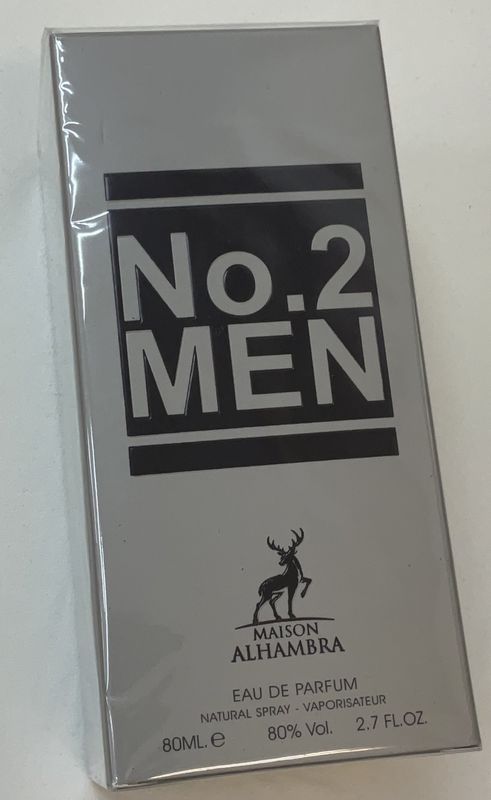 No.2
MEN
MAISON
ALHAMBRA
EAU DE PARFUM
NATURAL SPRAY - VAPORISATEUR
80ML. e 80% Vol. 2.7 FL.OZ.